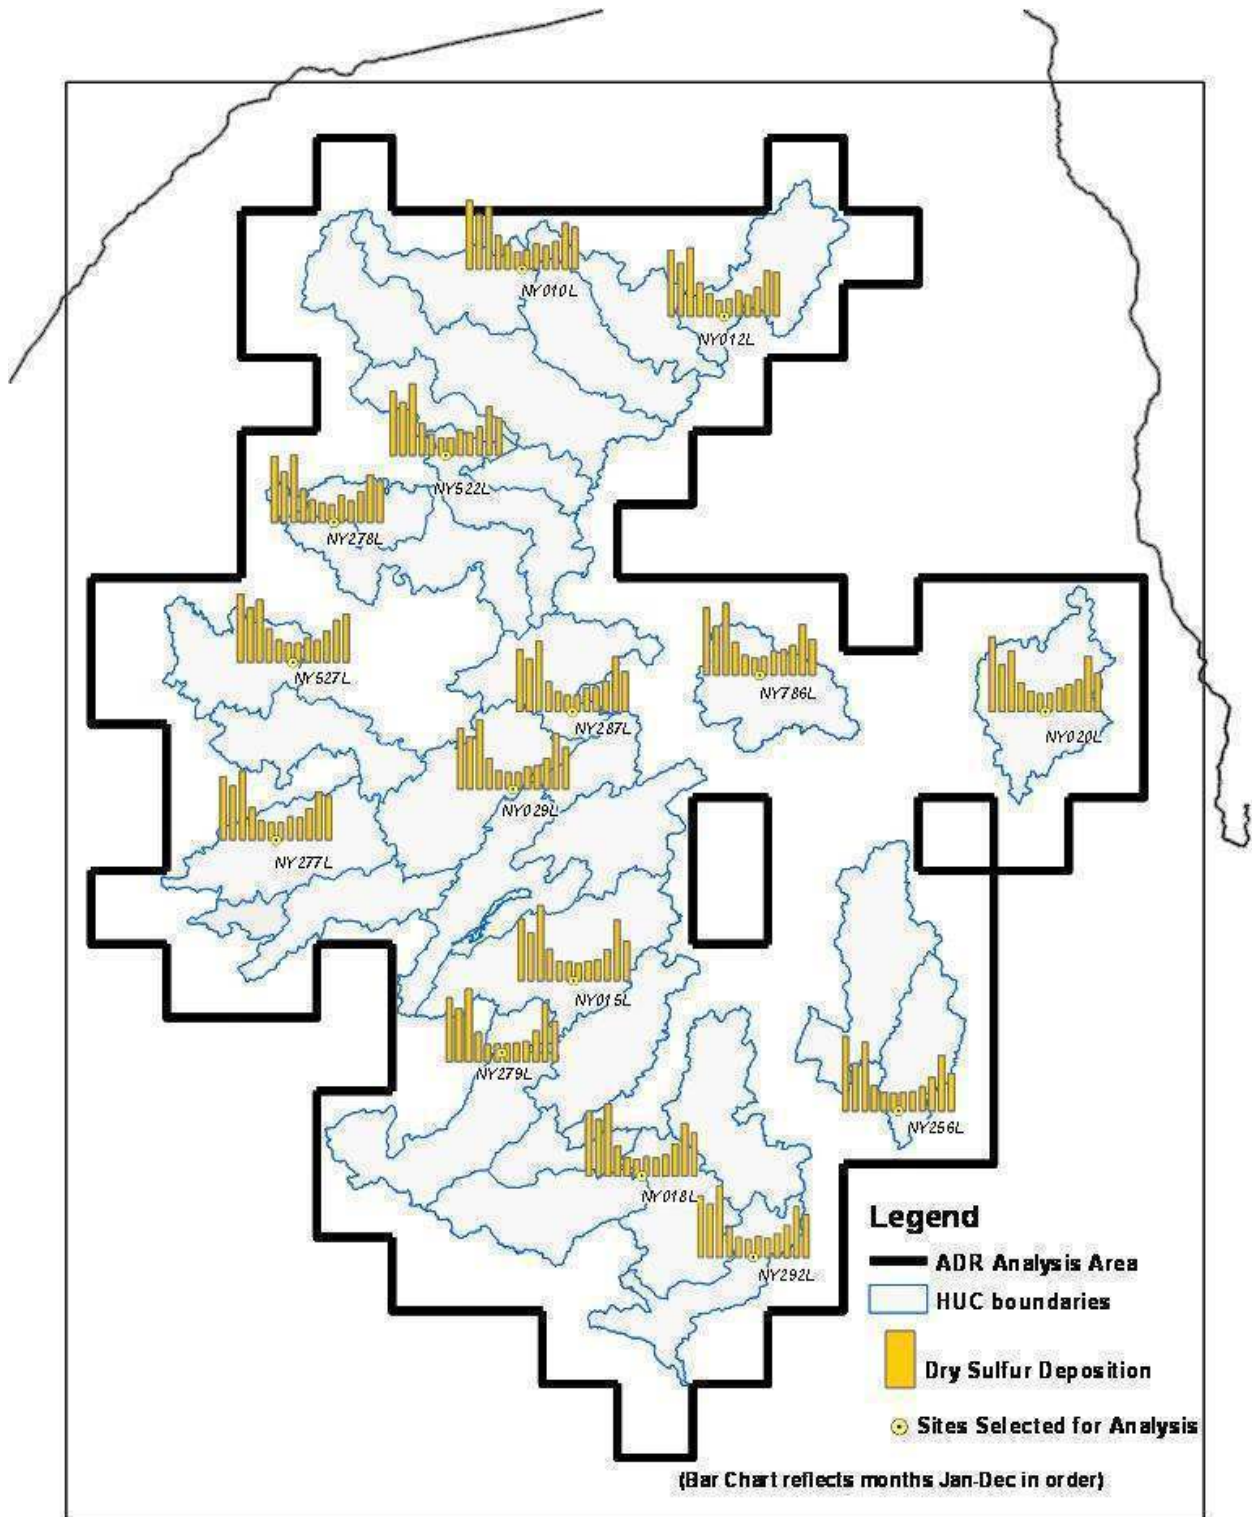 NY010L
NY012L
NY522L
NY278L
NY527L
NY786L
NY287L
NY020L
NY029L
NY277L
NY015L
NY279L
NY256L
NY018L
NY292L
Legend
ADR Analysis Area
HUC boundaries
Dry Sulfur Deposition
Sites Selected for Analysis
(Bar Chart reflects months Jan-Dec in order)